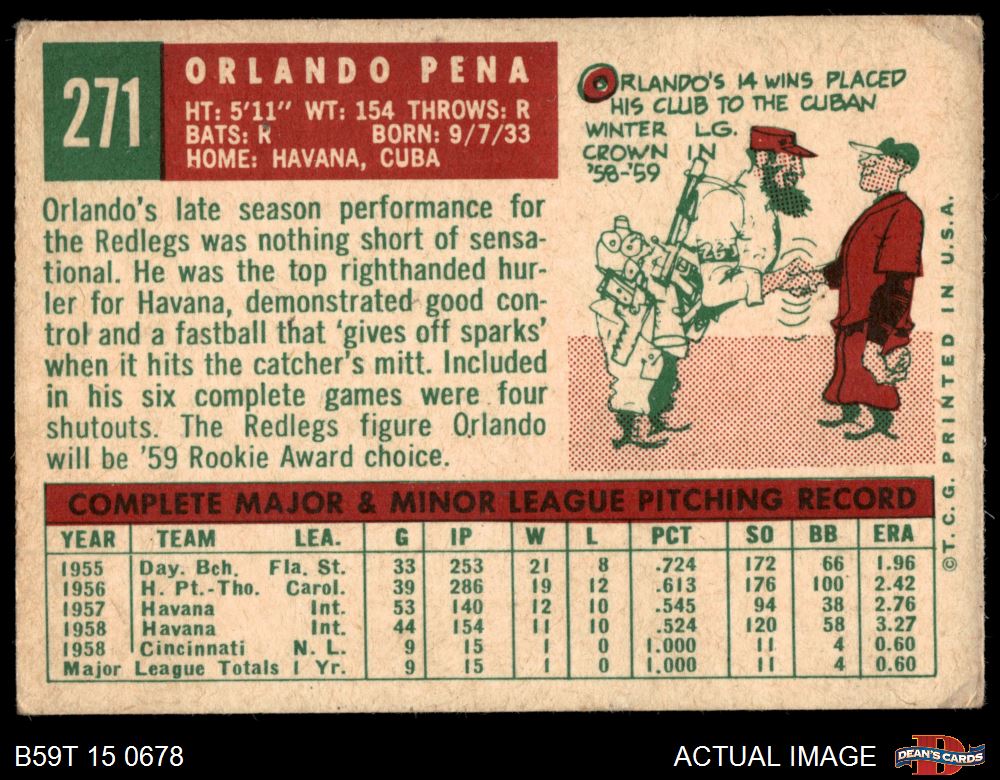 271
ORLANDO PENA
HT: 5'11" WT: 154 THROWS: R
BATS: R BORN: 9/7/33
HOME: HAVANA, CUBA
ORLANDO'S 14 WINS PLACED
HIS CLUB TO THE CUBAN
WINTER LG.
CROWN IN
'58-'59
Orlando's late season performance for
the Redlegs was nothing short of sensa-
tional. He was the top righthanded hur-
ler for Havana, demonstrated good con-
trol and a fastball that 'gives off sparks'
when it hits the catcher's mitt. Included
in his six complete games were four
shutouts. The Redlegs figure Orlando
will be '59 Rookie Award choice.
COMPLETE MAJOR & MINOR LEAGUE PITCHING RECORD
YEAR TEAM LEA. G IP W L PCT SO BB ERA
1955 Day. Bch. Fla. St. 33 253 21 8 .724 172 66 1.96
1956 H. Pt.-Tho. Carol. 39 286 19 12 .613 176 100 2.42
1957 Havana Int. 53 140 12 10 .545 94 38 2.76
1958 Havana Int. 44 154 11 10 .524 120 58 3.27
1958 Cincinnati N. L. 9 15 1 0 1.000 11 4 0.60
Major League Totals 1 Yr. 9 15 1 0 1.000 11 4 0.60
© T. C. G. PRINTED IN U.S.A.
B59T 15 0678
ACTUAL IMAGE
DEAN'S CARDS